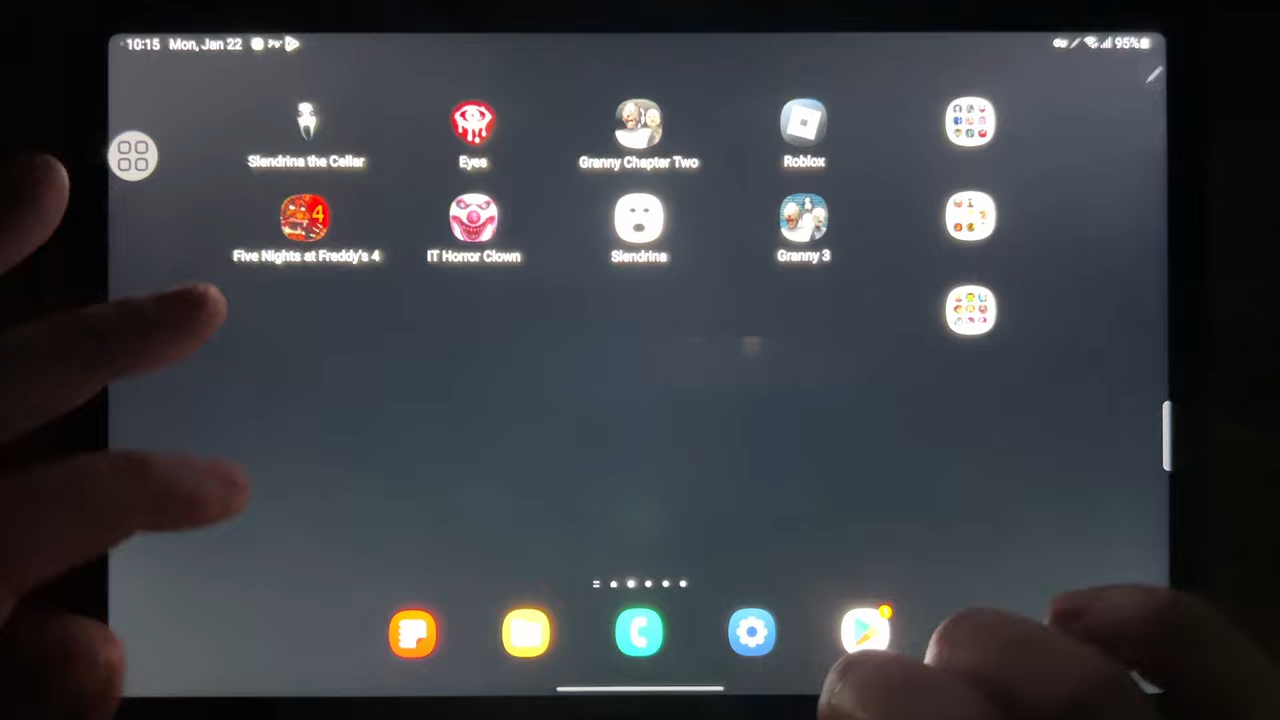 10:15 Mon, Jan 22
95%
Slendrina the Cellar
Eyes
Granny Chapter Two
Roblox
4
Five Nights at Freddy's 4
IT Horror Clown
Slendrina
Granny 3